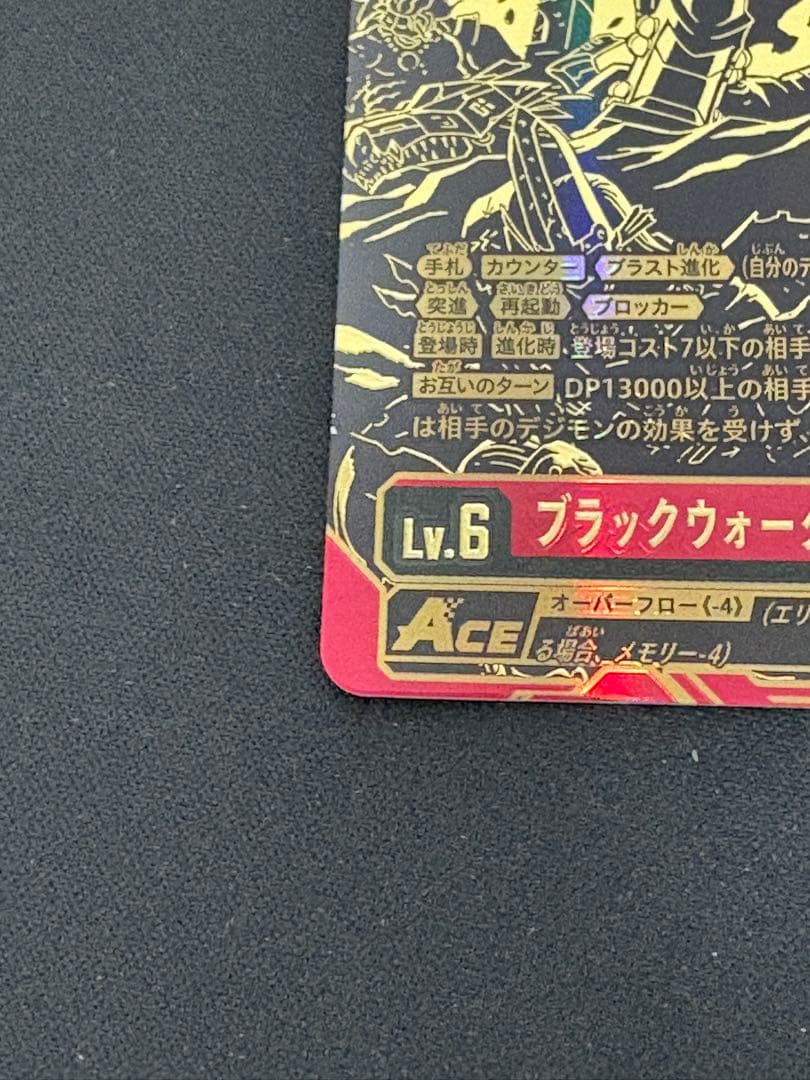 手札 カウンター ブラスト進化 (自分のデ
突進 再起動 ブロッカー
登場時 進化時 登場コスト7以下の相手
お互いのターン DP13000以上の相手
は相手のデジモンの効果を受けず、
Lv.6 ブラックウォーグ
ACE オーバーフロー《-4》 (エリ
る場合、メモリー-4)